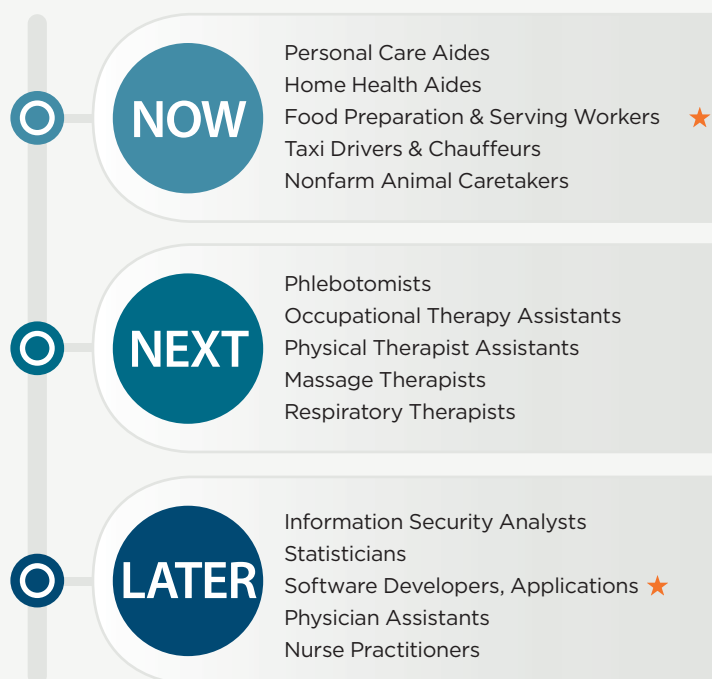 NOW
Personal Care Aides
Home Health Aides
Food Preparation & Serving Workers
Taxi Drivers & Chauffeurs
Nonfarm Animal Caretakers
NEXT
Phlebotomists
Occupational Therapy Assistants
Physical Therapist Assistants
Massage Therapists
Respiratory Therapists
LATER
Information Security Analysts
Statisticians
Software Developers, Applications
Physician Assistants
Nurse Practitioners